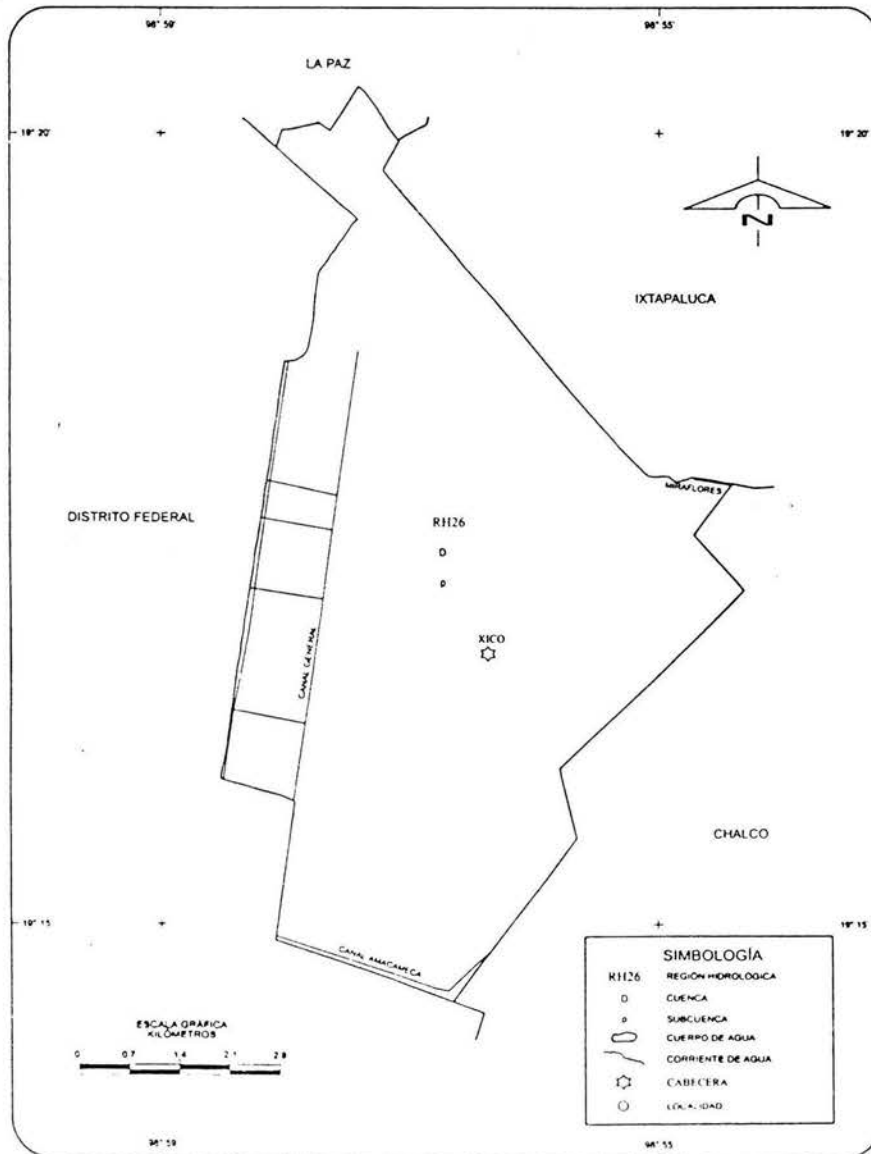 98° 59'
98° 55'
LA PAZ
19° 20'
19° 20'
N
IXTAPALUCA
MIRAFLORES
DISTRITO FEDERAL
RH26
D
p
XICO
CANAL GENERAL
CHALCO
19° 15'
19° 15'
CANAL AMACAMECA
SIMBOLOGÍA
RH26 REGIÓN HIDROLÓGICA
D CUENCA
p SUBCUENCA
CUERPO DE AGUA
CORRIENTE DE AGUA
CABECERA
LOCALIDAD
ESCALA GRÁFICA
KILÓMETROS
0 0.7 1.4 2.1 2.8
98° 59
98° 55